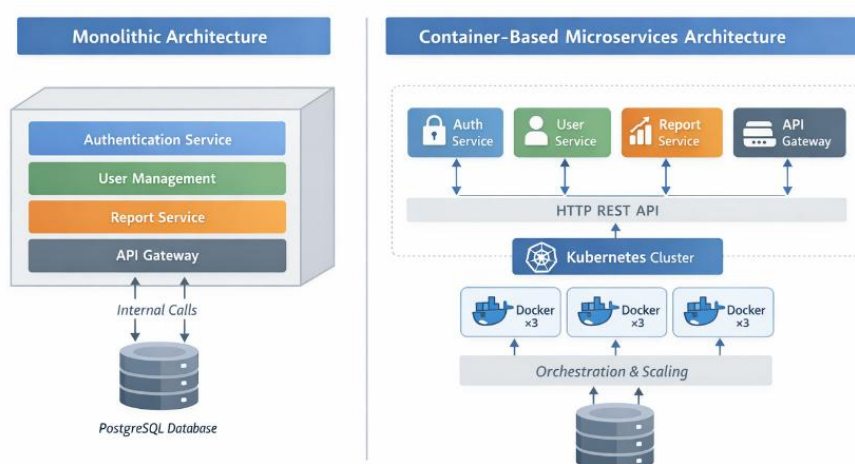 Monolithic Architecture
Authentication Service
User Management
Report Service
API Gateway
Internal Calls
PostgreSQL Database
Container-Based Microservices Architecture
Auth
Service
User
Service
Report
Service
API
Gateway
HTTP REST API
Kubernetes Cluster
Docker
×3
Docker
×3
Docker
×3
Orchestration & Scaling